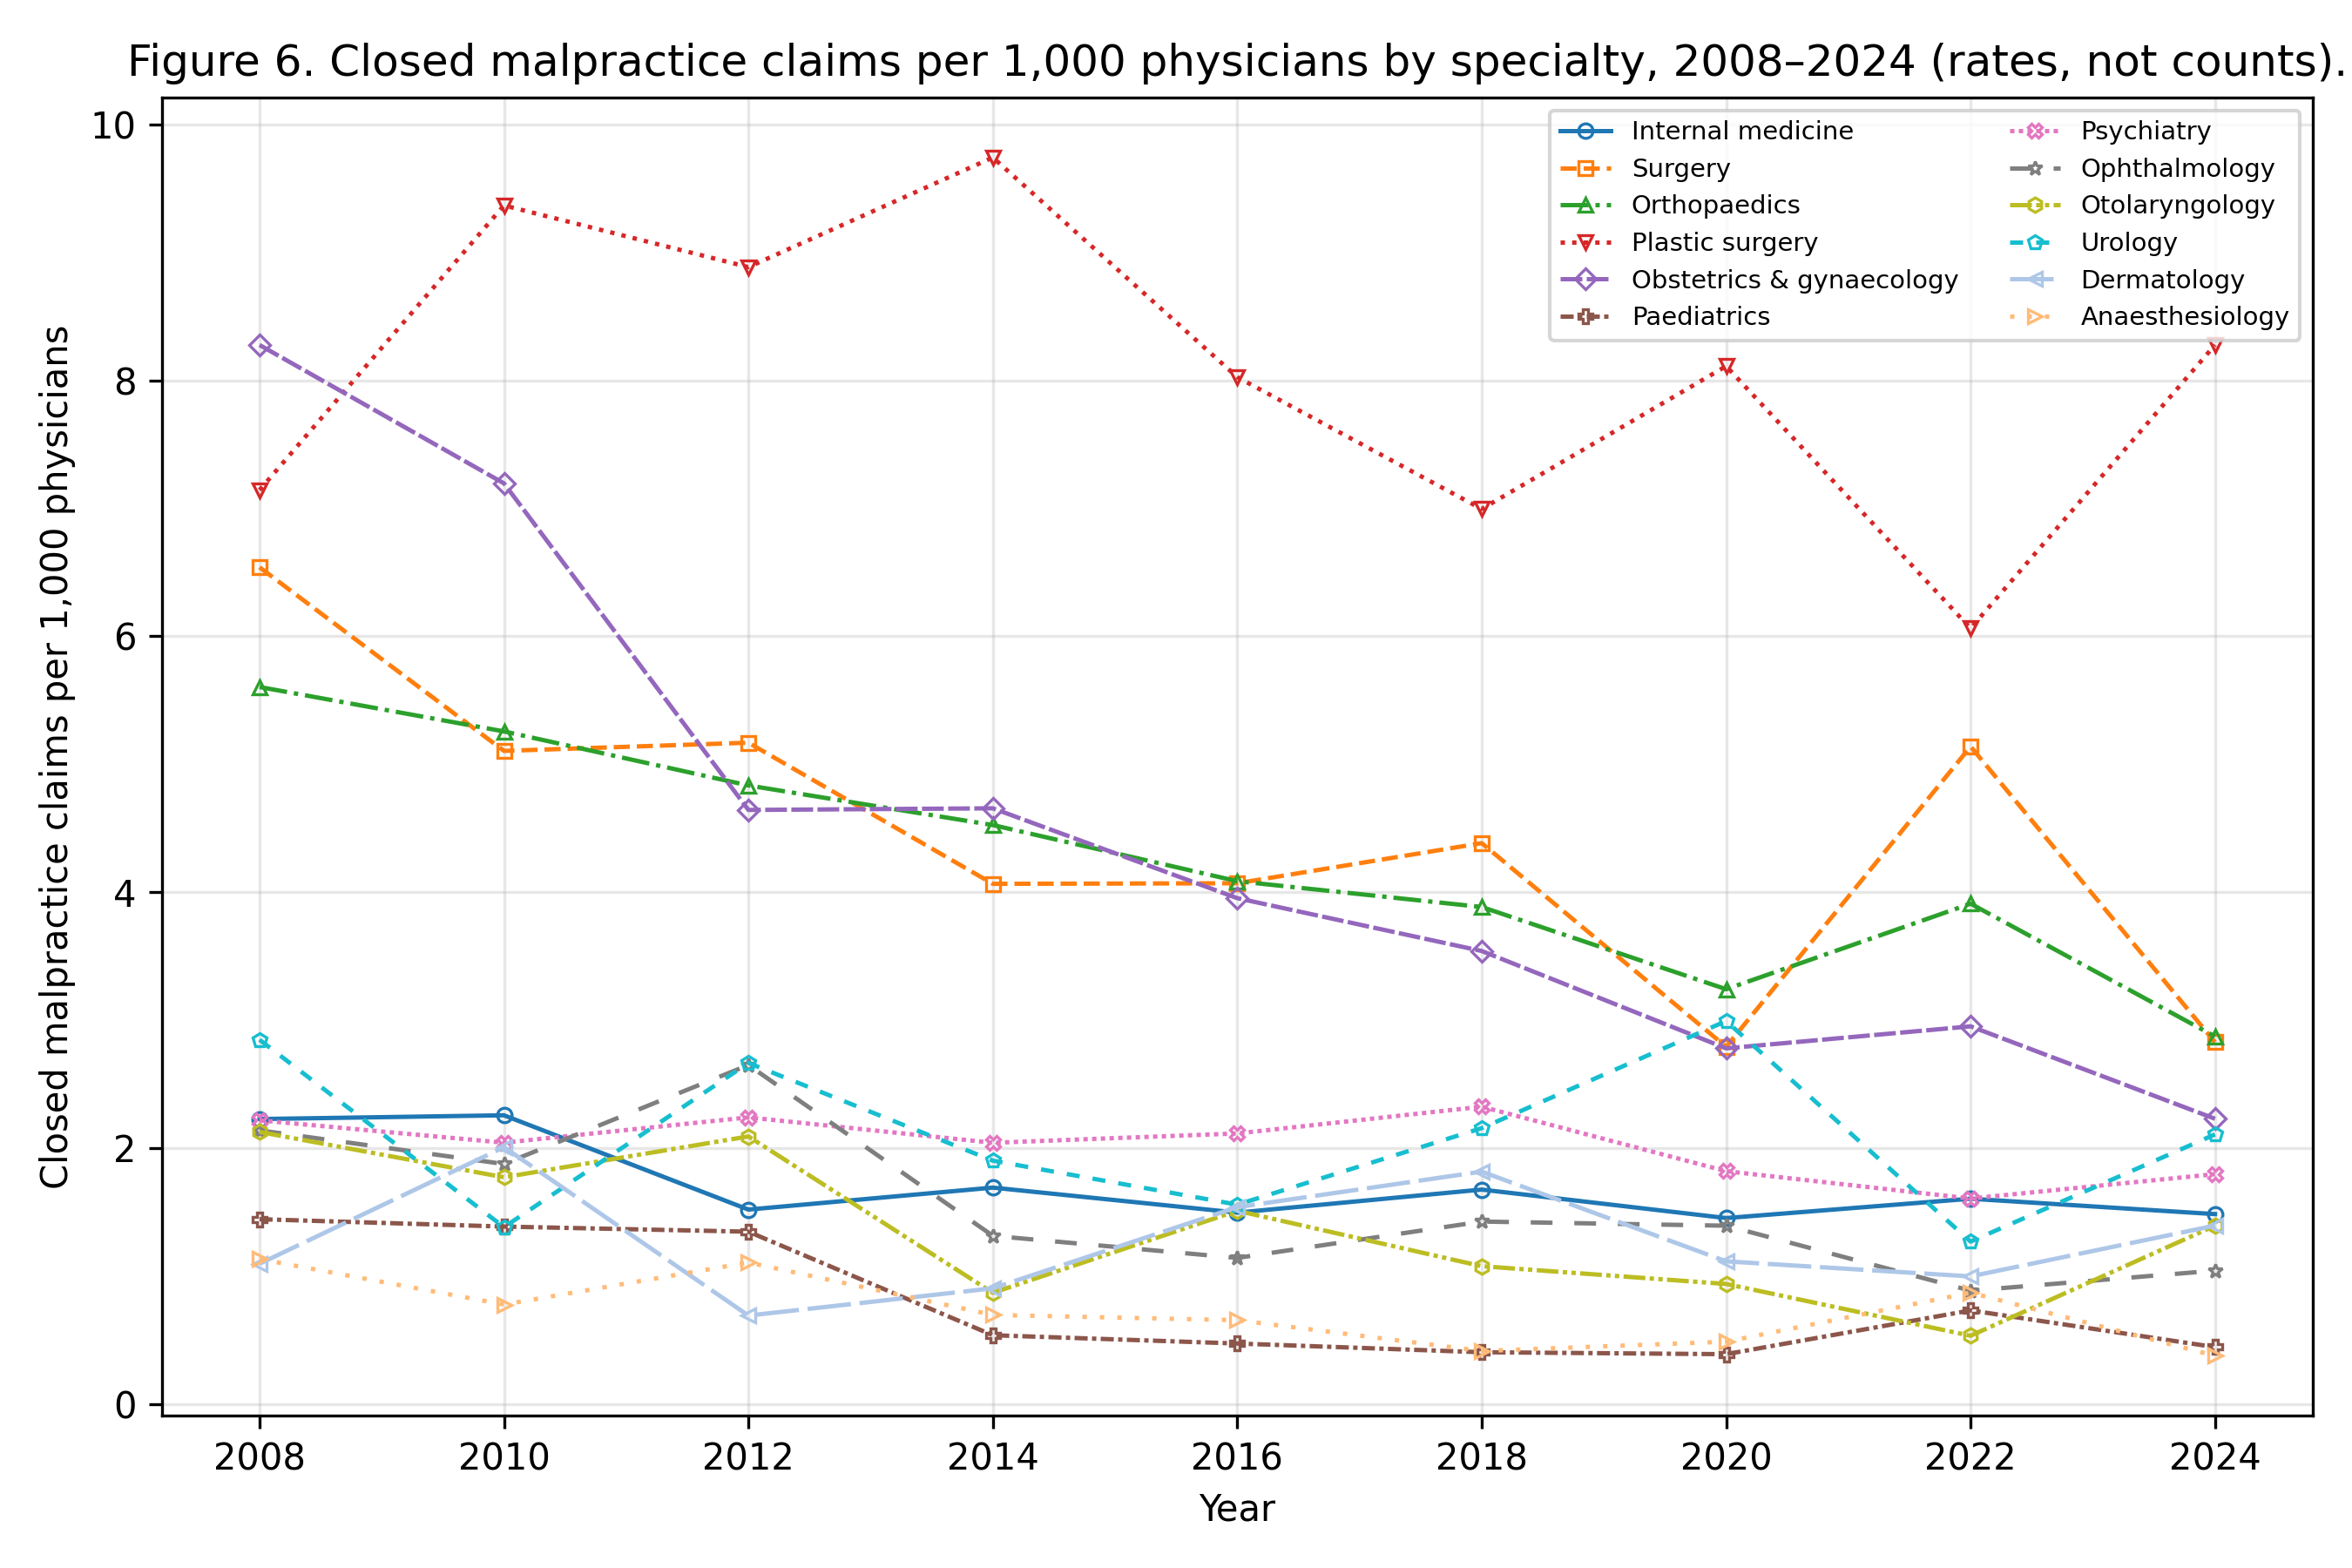 Figure 6. Closed malpractice claims per 1,000 physicians by specialty, 2008–2024 (rates, not counts).
Closed malpractice claims per 1,000 physicians
10
8
6
4
2
0
Internal medicine
Surgery
Orthopaedics
Plastic surgery
Obstetrics & gynaecology
Paediatrics
Psychiatry
Ophthalmology
Otolaryngology
Urology
Dermatology
Anaesthesiology
2008 2010 2012 2014 2016 2018 2020 2022 2024
Year